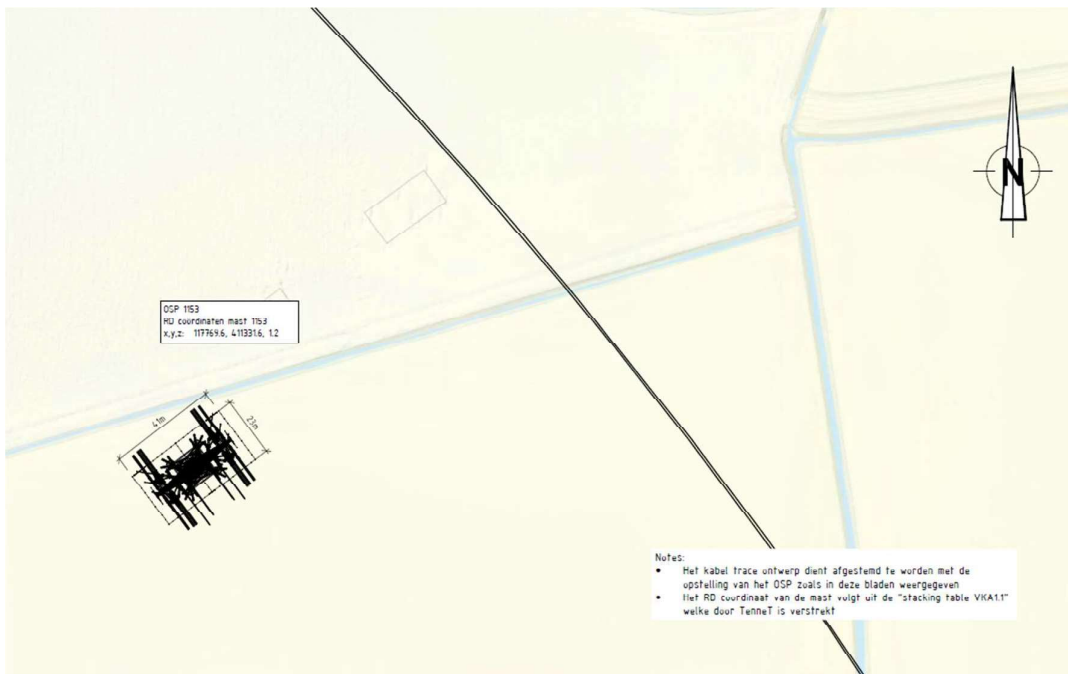 N
OSP 1153
RD coordinaten mast 1153
x,y,z: 117769.6, 411331.6, 1.2
41m
23m
Notes:
• Het kabel trace ontwerp dient afgestemd te worden met de
opstelling van het OSP zoals in deze bladen weergegeven
• Het RD coordinaat van de mast volgt uit de "stacking table VKA1.1"
welke door TenneT is verstrekt